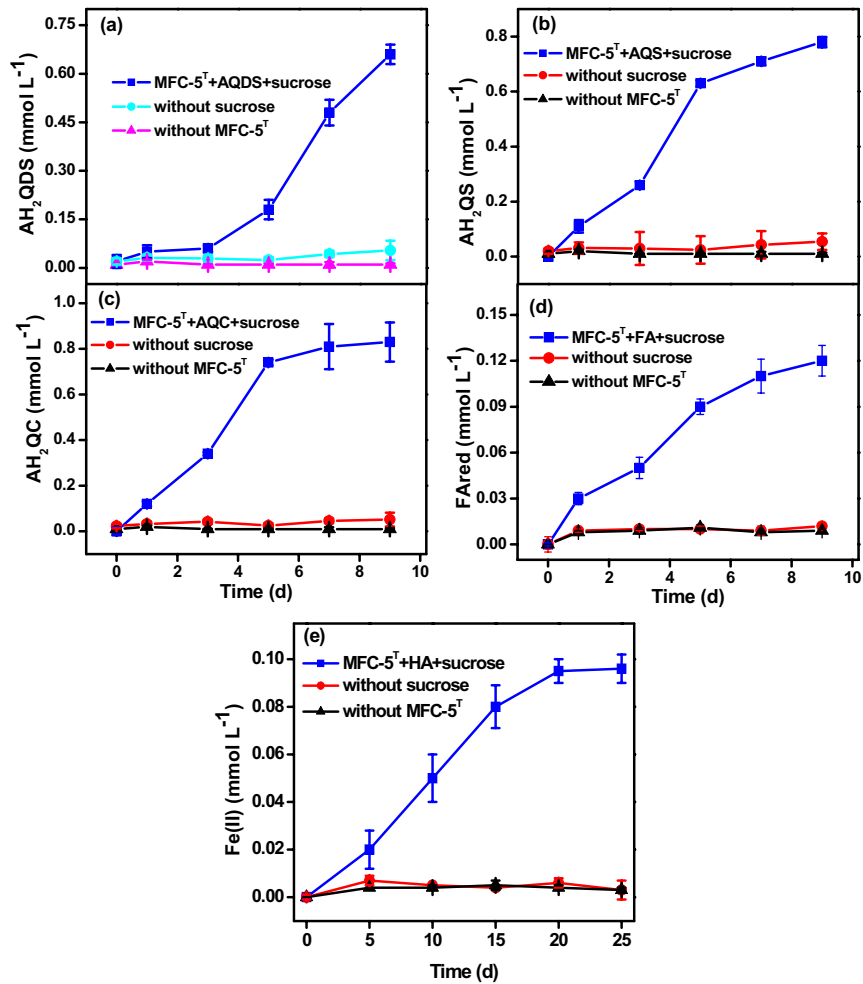 (a)
AH₂QDS (mmol L⁻¹)
0.75
0.60
0.45
0.30
0.15
0.00
MFC-5ᵀ+AQDS+sucrose
without sucrose
without MFC-5ᵀ
(b)
AH₂QS (mmol L⁻¹)
0.8
0.6
0.4
0.2
0.0
MFC-5ᵀ+AQS+sucrose
without sucrose
without MFC-5ᵀ
(c)
AH₂QC (mmol L⁻¹)
1.0
0.8
0.6
0.4
0.2
0.0
MFC-5ᵀ+AQC+sucrose
without sucrose
without MFC-5ᵀ
0 2 4 6 8 10
Time (d)
(d)
FAred (mmol L⁻¹)
0.15
0.12
0.09
0.06
0.03
0.00
MFC-5ᵀ+FA+sucrose
without sucrose
without MFC-5ᵀ
0 2 4 6 8 10
Time (d)
(e)
Fe(II) (mmol L⁻¹)
0.10
0.08
0.06
0.04
0.02
0.00
MFC-5ᵀ+HA+sucrose
without sucrose
without MFC-5ᵀ
0 5 10 15 20 25
Time (d)